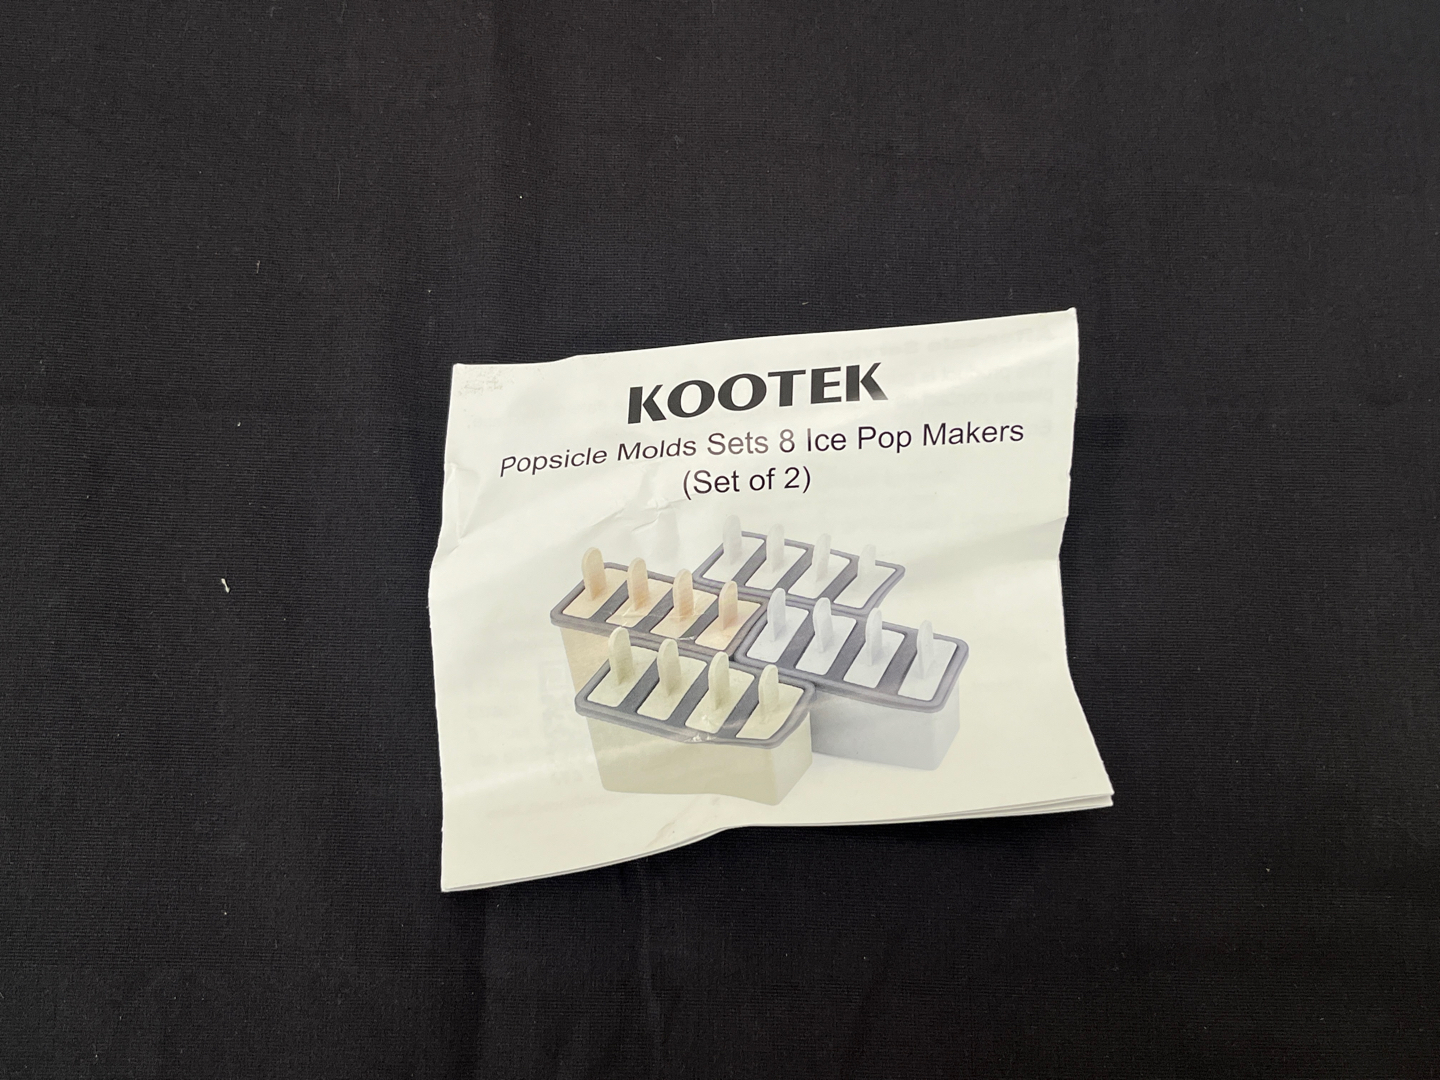 KOOTEK
Popsicle Molds Sets 8 Ice Pop Makers
(Set of 2)